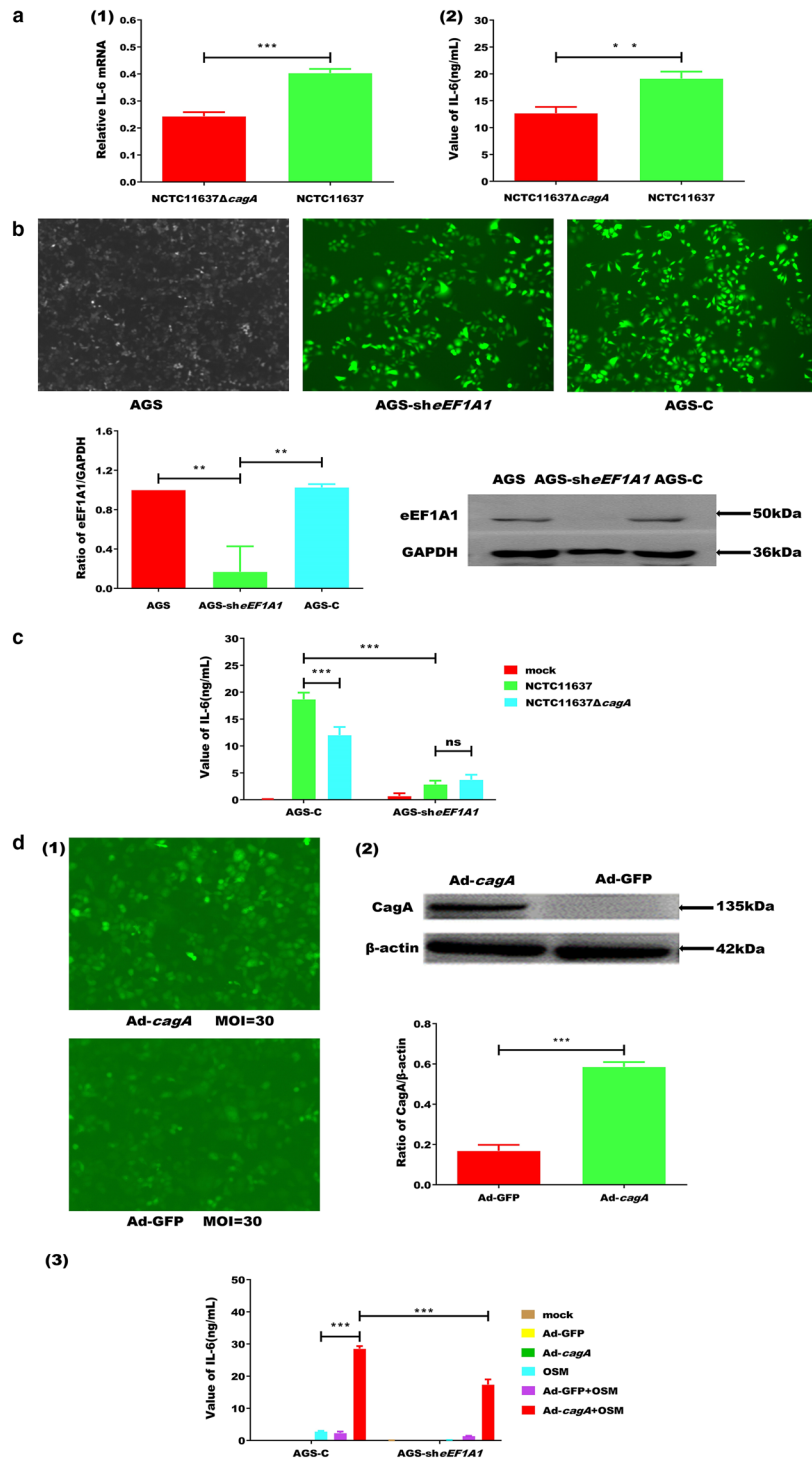 a
(1)
Relative IL-6 mRNA
0.6
0.5
0.4
0.3
0.2
0.1
0.0
***
NCTC11637ΔcagA
NCTC11637
(2)
Value of IL-6(ng/mL)
30
25
20
15
10
5
0
* *
NCTC11637ΔcagA
NCTC11637
b
AGS
AGS-sheEF1A1
AGS-C
Ratio of eEF1A1/GAPDH
1.6
1.2
0.8
0.4
0.0
**
**
AGS
AGS-sheEF1A1
AGS-C
AGS AGS-sheEF1A1 AGS-C
eEF1A1
50kDa
GAPDH
36kDa
c
Value of IL-6(ng/mL)
30
25
20
15
10
5
0
***
***
ns
AGS-C
AGS-sheEF1A1
mock
NCTC11637
NCTC11637ΔcagA
d
(1)
Ad-cagA MOI=30
Ad-GFP MOI=30
(2)
Ad-cagA
Ad-GFP
CagA
135kDa
β-actin
42kDa
Ratio of CagA/β-actin
0.8
0.6
0.4
0.2
0.0
***
Ad-GFP
Ad-cagA
(3)
Value of IL-6(ng/mL)
50
40
30
20
10
0
***
***
AGS-C
AGS-sheEF1A1
mock
Ad-GFP
Ad-cagA
OSM
Ad-GFP+OSM
Ad-cagA+OSM